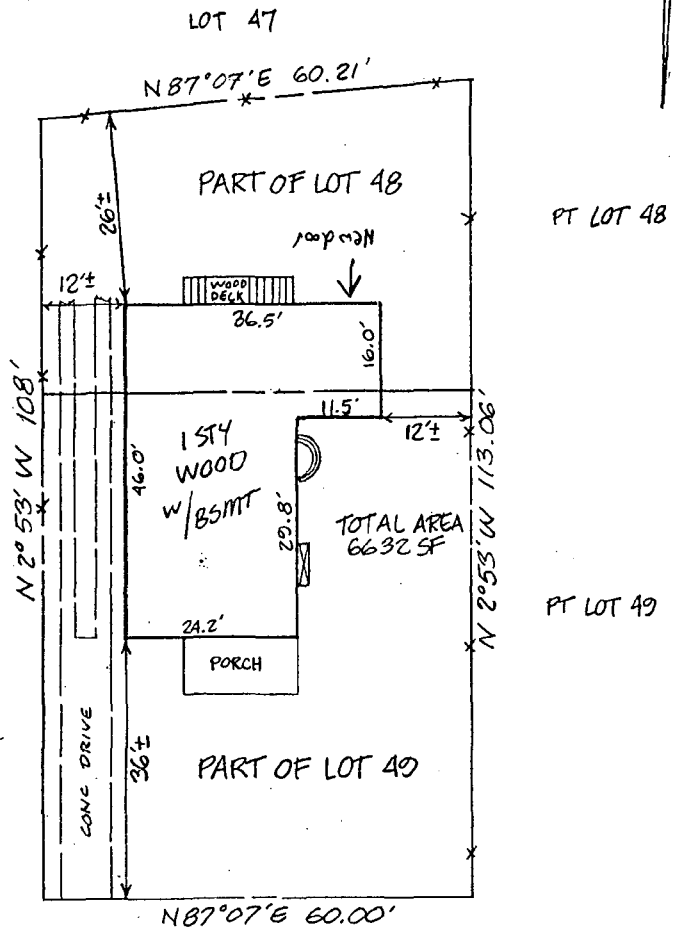 LOT 47
N 87°07' E 60.21'
PART OF LOT 48
PT LOT 48
26'±
New door
12'±
WOOD
DECK
36.5'
16.0'
11.5'
12'±
N 2°53' W 108'
46.0'
1 STY
WOOD
W/BSMT
29.8'
TOTAL AREA
6632 SF
N 2°53' W 113.06'
PT LOT 49
24.2'
PORCH
CONC DRIVE
36'±
PART OF LOT 49
N87°07'E 60.00'